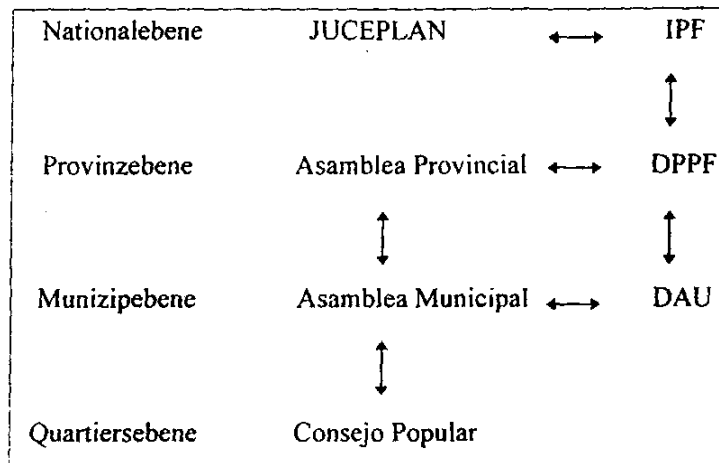 Nationalebene JUCEPLAN IPF
Provinzebene Asamblea Provincial DPPF
Munizipebene Asamblea Municipal DAU
Quartiersebene Consejo Popular